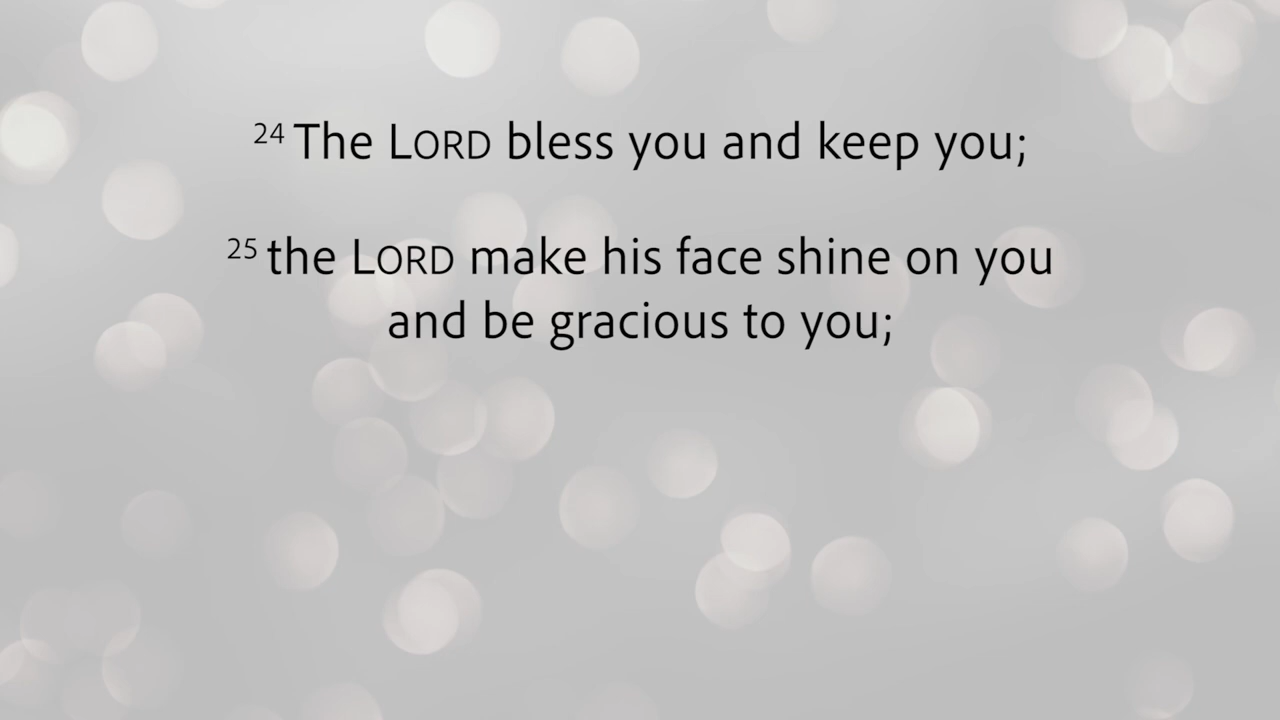 24 The LORD bless you and keep you;
25 the LORD make his face shine on you
and be gracious to you;